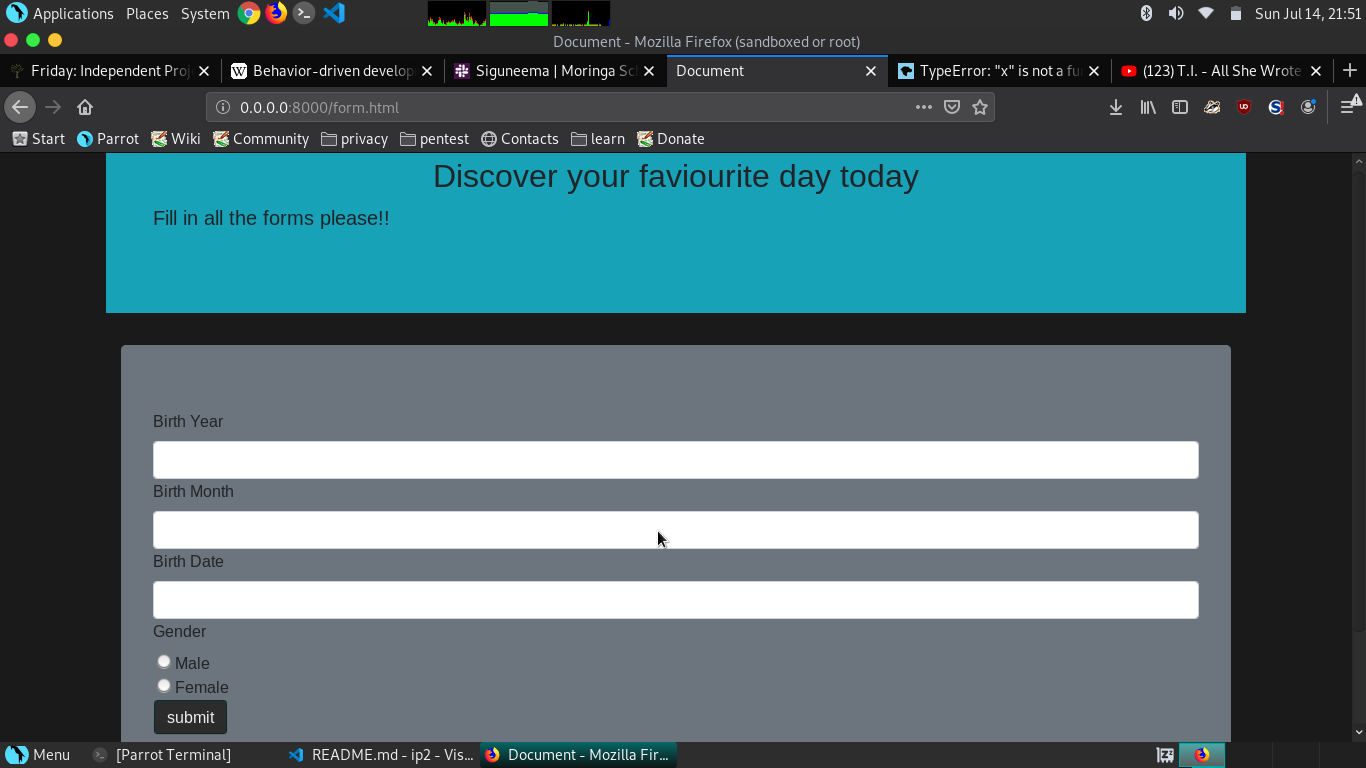 Applications Places System Sun Jul 14, 21:51
Document - Mozilla Firefox (sandboxed or root)
Friday: Independent Proj W Behavior-driven develop Siguneema | Moringa Sc Document TypeError: "x" is not a fu (123) T.I. - All She Wrote
0.0.0.0:8000/form.html
Start Parrot Wiki Community privacy pentest Contacts learn Donate
Discover your faviourite day today
Fill in all the forms please!!
Birth Year
Birth Month
Birth Date
Gender
Male
Female
submit
Menu [Parrot Terminal] README.md - ip2 - Vis... Document - Mozilla Fir...